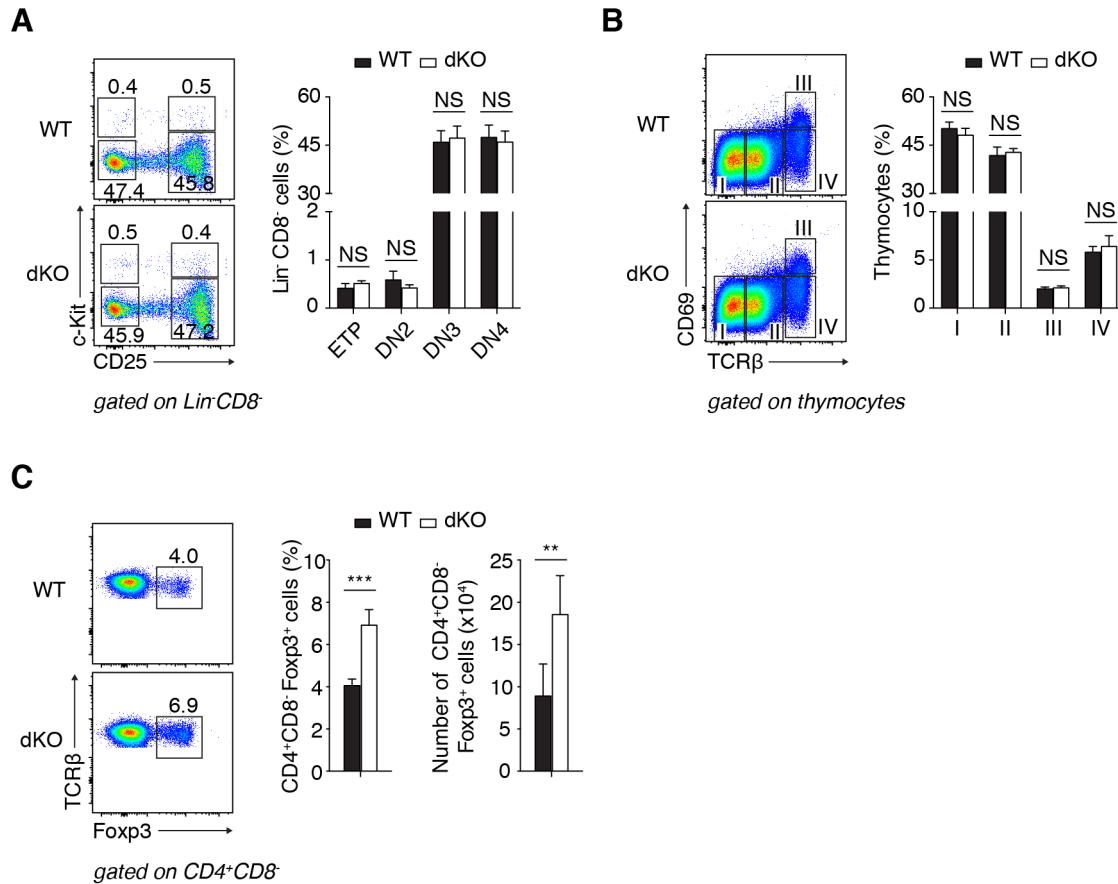 A
WT
0.4
0.5
47.4
45.8
dKO
0.5
0.4
45.9
47.2
c-Kit
CD25
gated on Lin⁻CD8⁻
WT dKO
Lin⁻ CD8⁻ cells (%)
60
45
30
2
1
0
NS
NS
NS
NS
ETP
DN2
DN3
DN4
B
WT
III
I
II
IV
dKO
III
I
II
IV
CD69
TCRβ
gated on thymocytes
WT dKO
Thymocytes (%)
60
45
30
10
5
0
NS
NS
NS
NS
I
II
III
IV
C
WT
4.0
dKO
6.9
TCRβ
Foxp3
gated on CD4⁺CD8⁻
WT dKO
CD4⁺CD8⁻ Foxp3⁺ cells (%)
10
8
6
4
2
0
***
Number of CD4⁺CD8⁻
Foxp3⁺ cells (x10⁴)
25
20
15
10
5
0
**